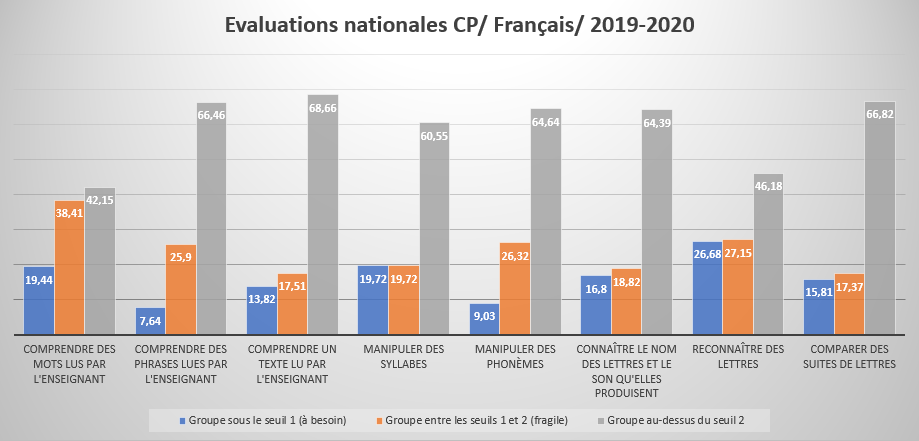 Evaluations nationales CP/ Français/ 2019-2020
19,44
38,41
42,15
7,64
25,9
66,46
13,82
17,51
68,66
19,72
19,72
60,55
9,03
26,32
64,64
16,8
18,82
64,39
26,68
27,15
46,18
15,81
17,37
66,82
COMPRENDRE DES
MOTS LUS PAR
L'ENSEIGNANT
COMPRENDRE DES
PHRASES LUES PAR
L'ENSEIGNANT
COMPRENDRE UN
TEXTE LU PAR
L'ENSEIGNANT
MANIPULER DES
SYLLABES
MANIPULER DES
PHONÈMES
CONNAÎTRE LE NOM
DES LETTRES ET LE
SON QU'ELLES
PRODUISENT
RECONNAÎTRE DES
LETTRES
COMPARER DES
SUITES DE LETTRES
Groupe sous le seuil 1 (à besoin)
Groupe entre les seuils 1 et 2 (fragile)
Groupe au-dessus du seuil 2